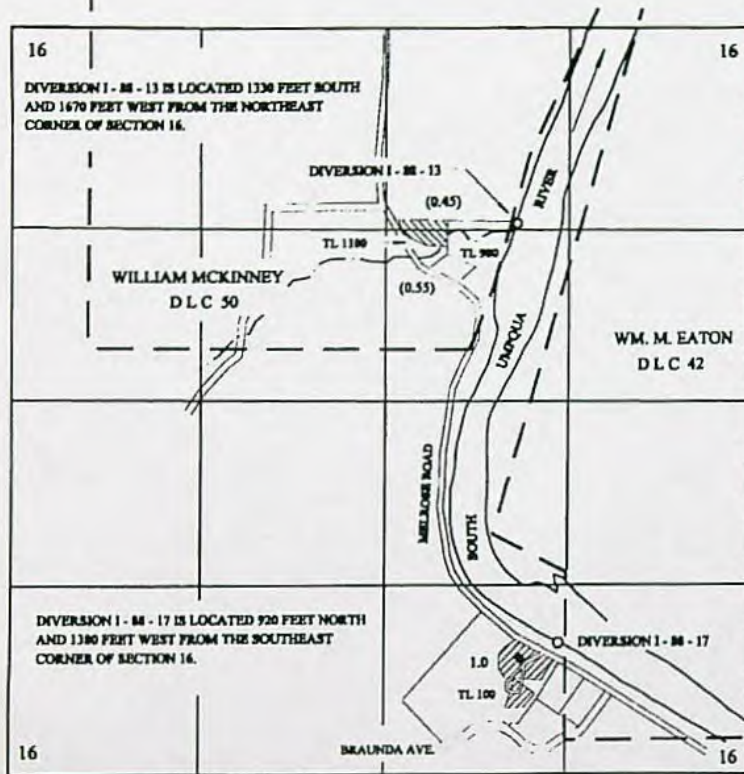 16
16
DIVERSION I - 88 - 13 IS LOCATED 1330 FEET SOUTH
AND 1670 FEET WEST FROM THE NORTHEAST
CORNER OF SECTION 16.
DIVERSION I - 88 - 13
(0.45)
RIVER
TL 1100
TL 900
WILLIAM MCKINNEY
D L C 50
(0.55)
UMPQUA
WM. M. EATON
D L C 42
MELROSE ROAD
SOUTH
DIVERSION I - 88 - 17 IS LOCATED 920 FEET NORTH
AND 1380 FEET WEST FROM THE SOUTHEAST
CORNER OF SECTION 16.
DIVERSION I - 88 - 17
1.0
TL 100
BRAUNDA AVE.
16
16